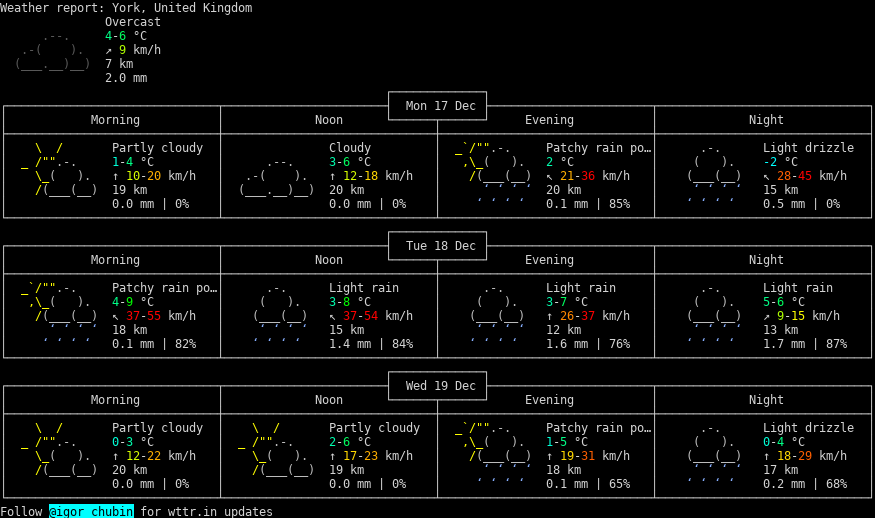 Weather report: York, United Kingdom
Overcast
4-6 °C
↗ 9 km/h
7 km
2.0 mm
Mon 17 Dec
Morning Noon Evening Night
Partly cloudy Cloudy Patchy rain po… Light drizzle
1-4 °C 3-6 °C 2 °C -2 °C
↑ 10-20 km/h ↑ 12-18 km/h ↖ 21-36 km/h ↖ 28-45 km/h
19 km 20 km 20 km 15 km
0.0 mm | 0% 0.0 mm | 0% 0.1 mm | 85% 0.5 mm | 0%
Tue 18 Dec
Morning Noon Evening Night
Patchy rain po… Light rain Light rain Light rain
4-9 °C 3-8 °C 3-7 °C 5-6 °C
↖ 37-55 km/h ↖ 37-54 km/h ↑ 26-37 km/h ↗ 9-15 km/h
18 km 15 km 12 km 13 km
0.1 mm | 82% 1.4 mm | 84% 1.6 mm | 76% 1.7 mm | 87%
Wed 19 Dec
Morning Noon Evening Night
Partly cloudy Partly cloudy Patchy rain po… Light drizzle
0-3 °C 2-6 °C 1-5 °C 0-4 °C
↑ 12-22 km/h ↑ 17-23 km/h ↑ 19-31 km/h ↑ 18-29 km/h
20 km 19 km 18 km 17 km
0.0 mm | 0% 0.0 mm | 0% 0.1 mm | 65% 0.2 mm | 68%
Follow @igor_chubin for wttr.in updates